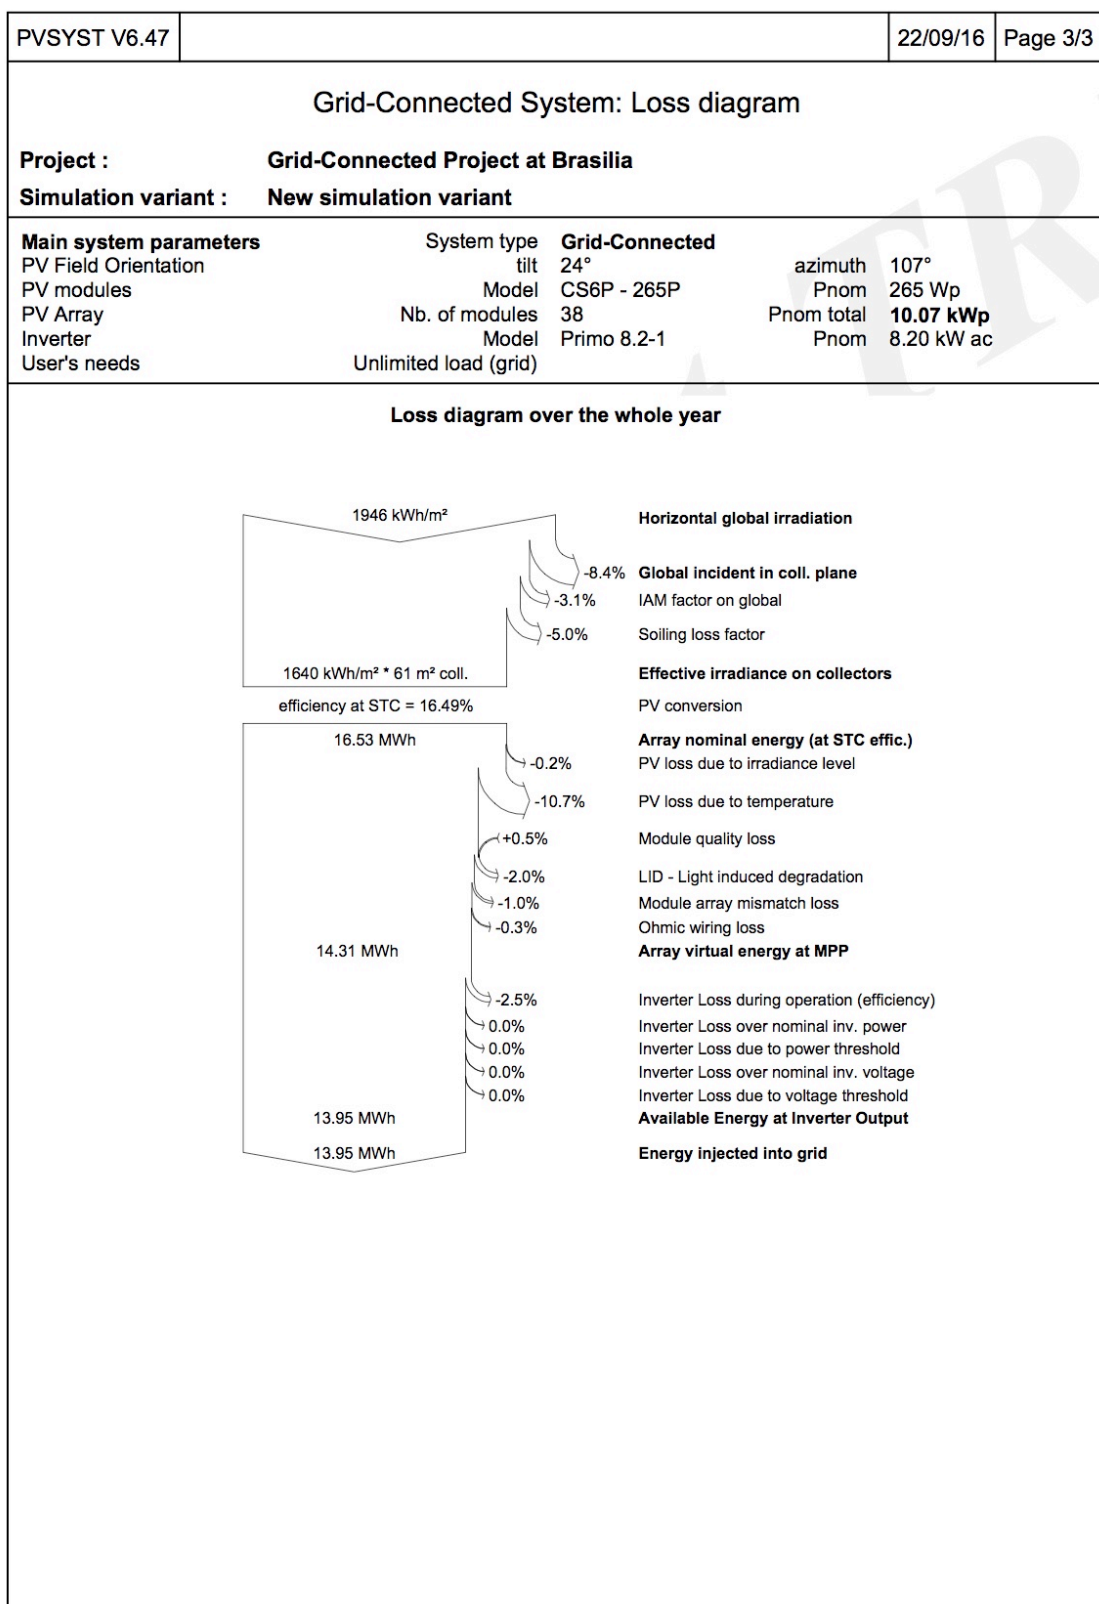 PVSYST V6.47 22/09/16 Page 3/3
Grid-Connected System: Loss diagram
Project : Grid-Connected Project at Brasilia
Simulation variant : New simulation variant
Main system parameters System type Grid-Connected
PV Field Orientation tilt 24° azimuth 107°
PV modules Model CS6P - 265P Pnom 265 Wp
PV Array Nb. of modules 38 Pnom total 10.07 kWp
Inverter Model Primo 8.2-1 Pnom 8.20 kW ac
User's needs Unlimited load (grid)
Loss diagram over the whole year
1946 kWh/m² Horizontal global irradiation
-8.4% Global incident in coll. plane
-3.1% IAM factor on global
-5.0% Soiling loss factor
1640 kWh/m² * 61 m² coll. Effective irradiance on collectors
efficiency at STC = 16.49% PV conversion
16.53 MWh Array nominal energy (at STC effic.)
-0.2% PV loss due to irradiance level
-10.7% PV loss due to temperature
+0.5% Module quality loss
-2.0% LID - Light induced degradation
-1.0% Module array mismatch loss
-0.3% Ohmic wiring loss
14.31 MWh Array virtual energy at MPP
-2.5% Inverter Loss during operation (efficiency)
0.0% Inverter Loss over nominal inv. power
0.0% Inverter Loss due to power threshold
0.0% Inverter Loss over nominal inv. voltage
0.0% Inverter Loss due to voltage threshold
13.95 MWh Available Energy at Inverter Output
13.95 MWh Energy injected into grid
TR